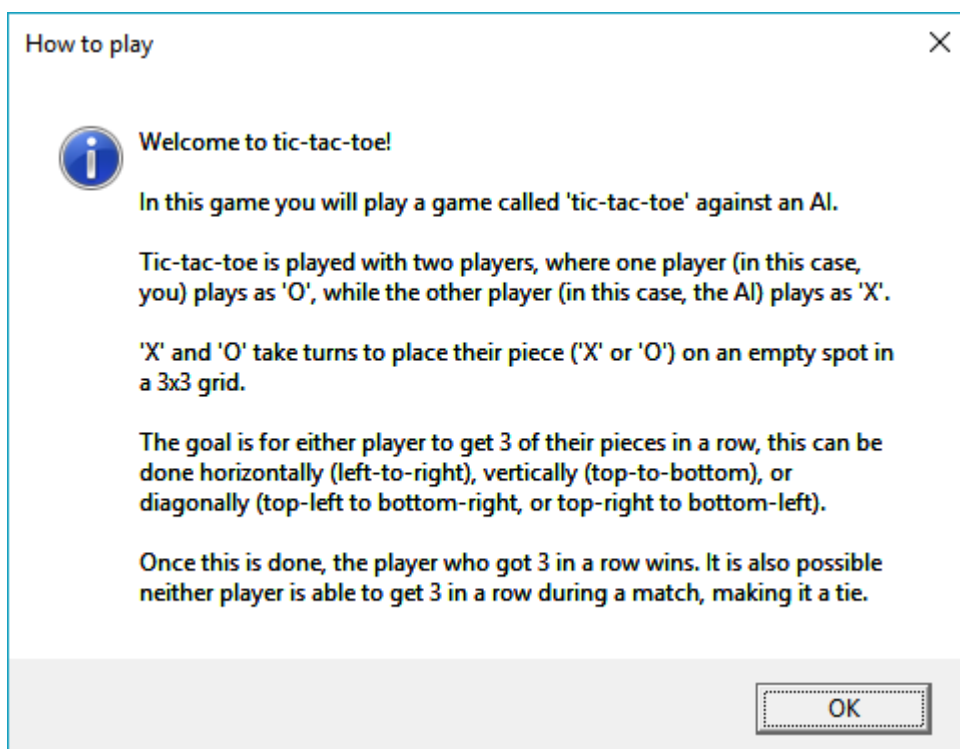 How to play
Welcome to tic-tac-toe!
In this game you will play a game called 'tic-tac-toe' against an AI.
Tic-tac-toe is played with two players, where one player (in this case,
you) plays as 'O', while the other player (in this case, the AI) plays as 'X'.
'X' and 'O' take turns to place their piece ('X' or 'O') on an empty spot in
a 3x3 grid.
The goal is for either player to get 3 of their pieces in a row, this can be
done horizontally (left-to-right), vertically (top-to-bottom), or
diagonally (top-left to bottom-right, or top-right to bottom-left).
Once this is done, the player who got 3 in a row wins. It is also possible
neither player is able to get 3 in a row during a match, making it a tie.
OK